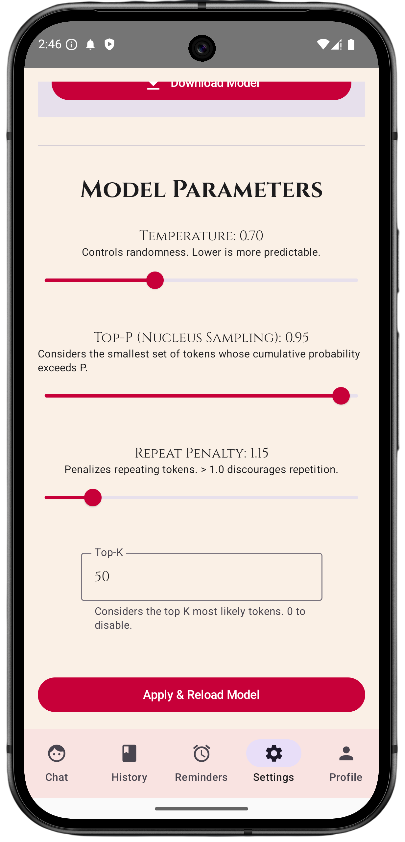 2:46
Download Model
Model Parameters
Temperature: 0.70
Controls randomness. Lower is more predictable.
Top-P (Nucleus Sampling): 0.95
Considers the smallest set of tokens whose cumulative probability
exceeds P.
Repeat Penalty: 1.15
Penalizes repeating tokens. > 1.0 discourages repetition.
Top-K
50
Considers the top K most likely tokens. 0 to
disable.
Apply & Reload Model
Chat
History
Reminders
Settings
Profile